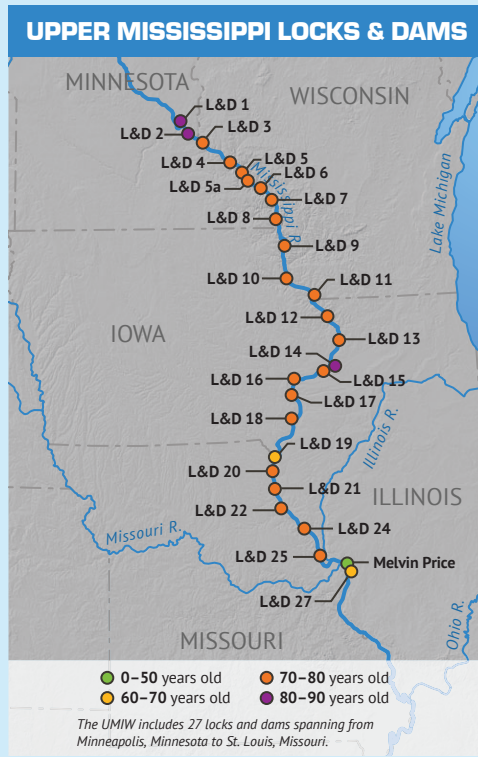 UPPER MISSISSIPPI LOCKS & DAMS
MINNESOTA
WISCONSIN
L&D 1
L&D 2
L&D 3
L&D 4
L&D 5
L&D 5a
L&D 6
Mississippi R.
L&D 7
L&D 8
Lake Michigan
L&D 9
L&D 10
L&D 11
L&D 12
IOWA
L&D 13
L&D 14
L&D 15
L&D 16
L&D 17
L&D 18
Illinois R.
L&D 19
L&D 20
L&D 21
ILLINOIS
L&D 22
L&D 24
Missouri R.
L&D 25
Melvin Price
L&D 27
Ohio R.
MISSOURI
0–50 years old
70–80 years old
60–70 years old
80–90 years old
The UMIW includes 27 locks and dams spanning from
Minneapolis, Minnesota to St. Louis, Missouri.